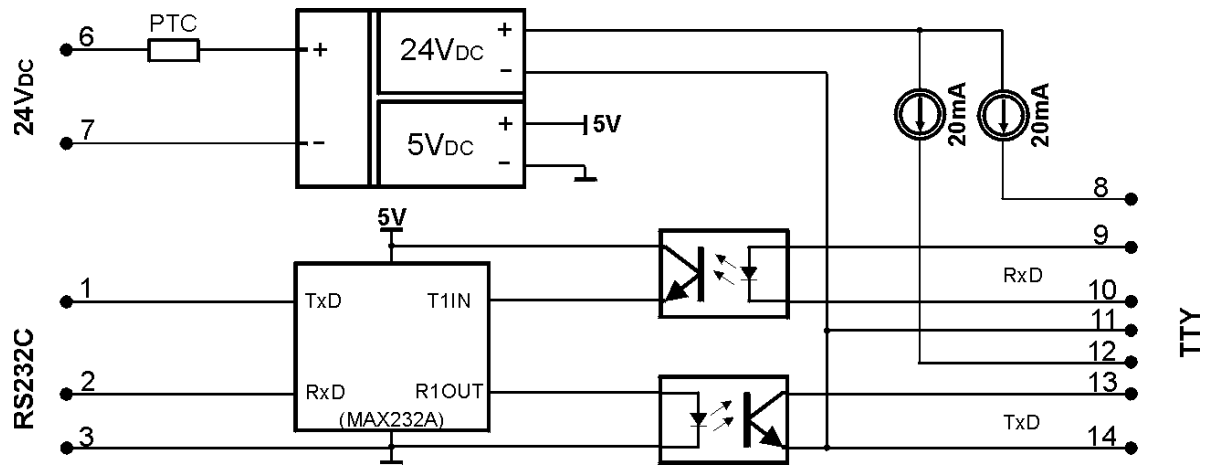 PTC
6
24VDC
+
24VDC
+
-
7
-
5VDC
+
-
5V
20mA
20mA
8
5V
9
1
TxD
T1IN
RxD
10
11
RS232C
TTY
12
2
RxD
R1OUT
13
(MAX232A)
TxD
3
14